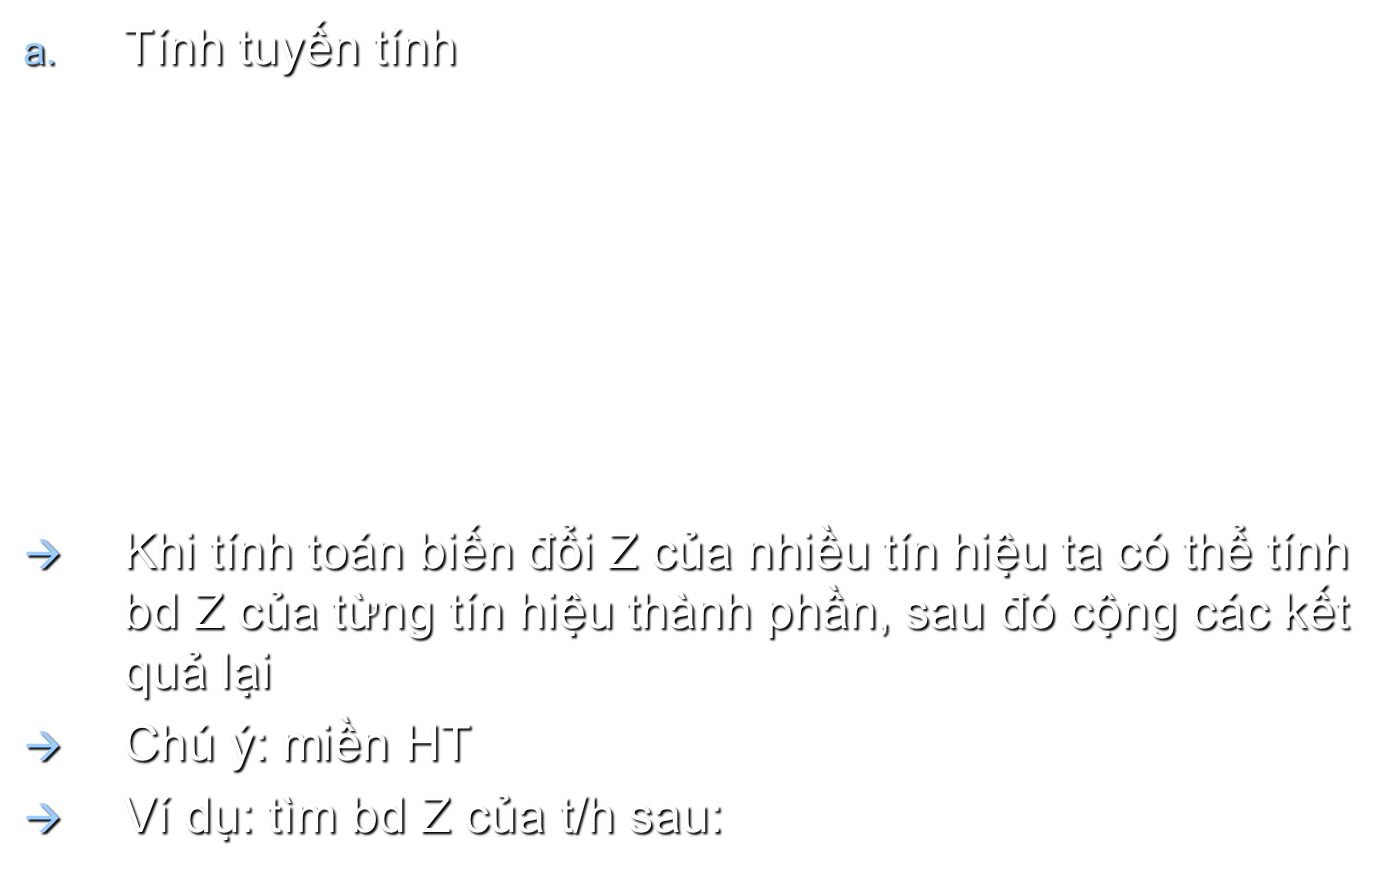 a. Tính tuyến tính
→ Khi tính toán biến đổi Z của nhiều tín hiệu ta có thể tính
bd Z của từng tín hiệu thành phần, sau đó cộng các kết
quả lại
→ Chú ý: miền HT
→ Ví dụ: tìm bd Z của t/h sau: